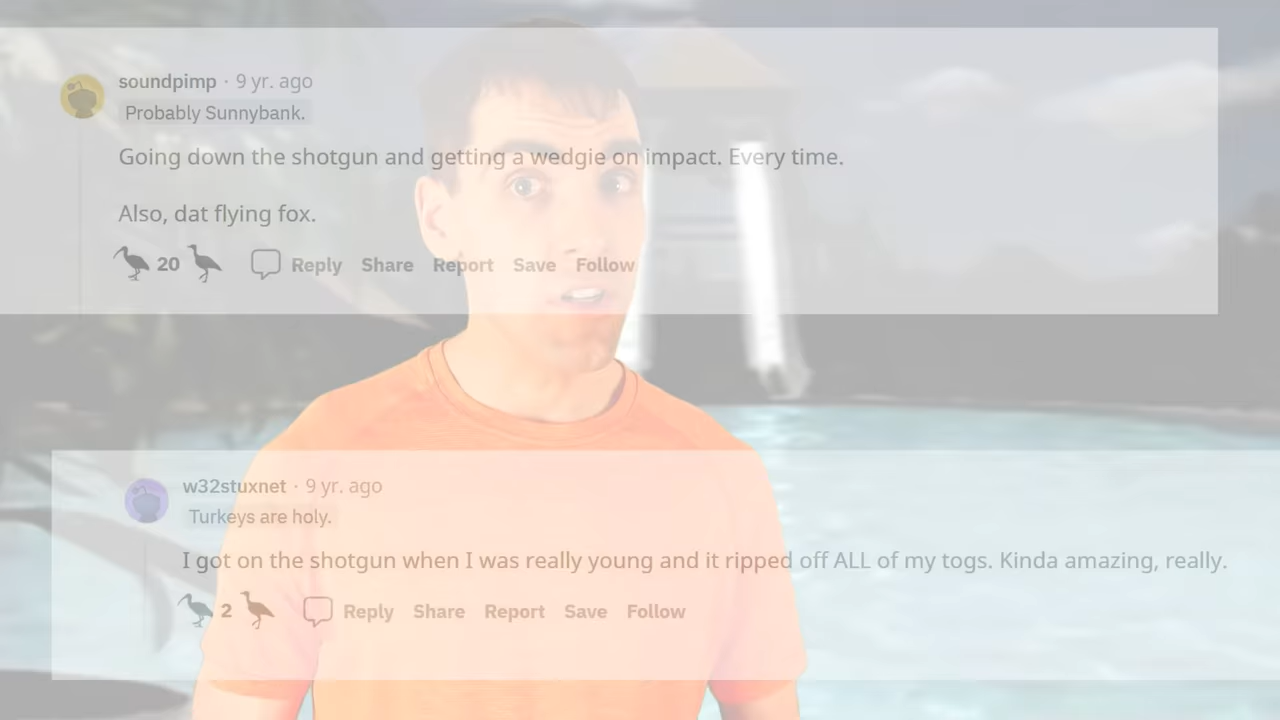 soundpimp · 9 yr. ago
Probably Sunnybank.
Going down the shotgun and getting a wedgie on impact. Every time.
Also, dat flying fox.
20 Reply Share Report Save Follow
w32stuxnet · 9 yr. ago
Turkeys are holy.
I got on the shotgun when I was really young and it ripped off ALL of my togs. Kinda amazing, really.
2 Reply Share Report Save Follow